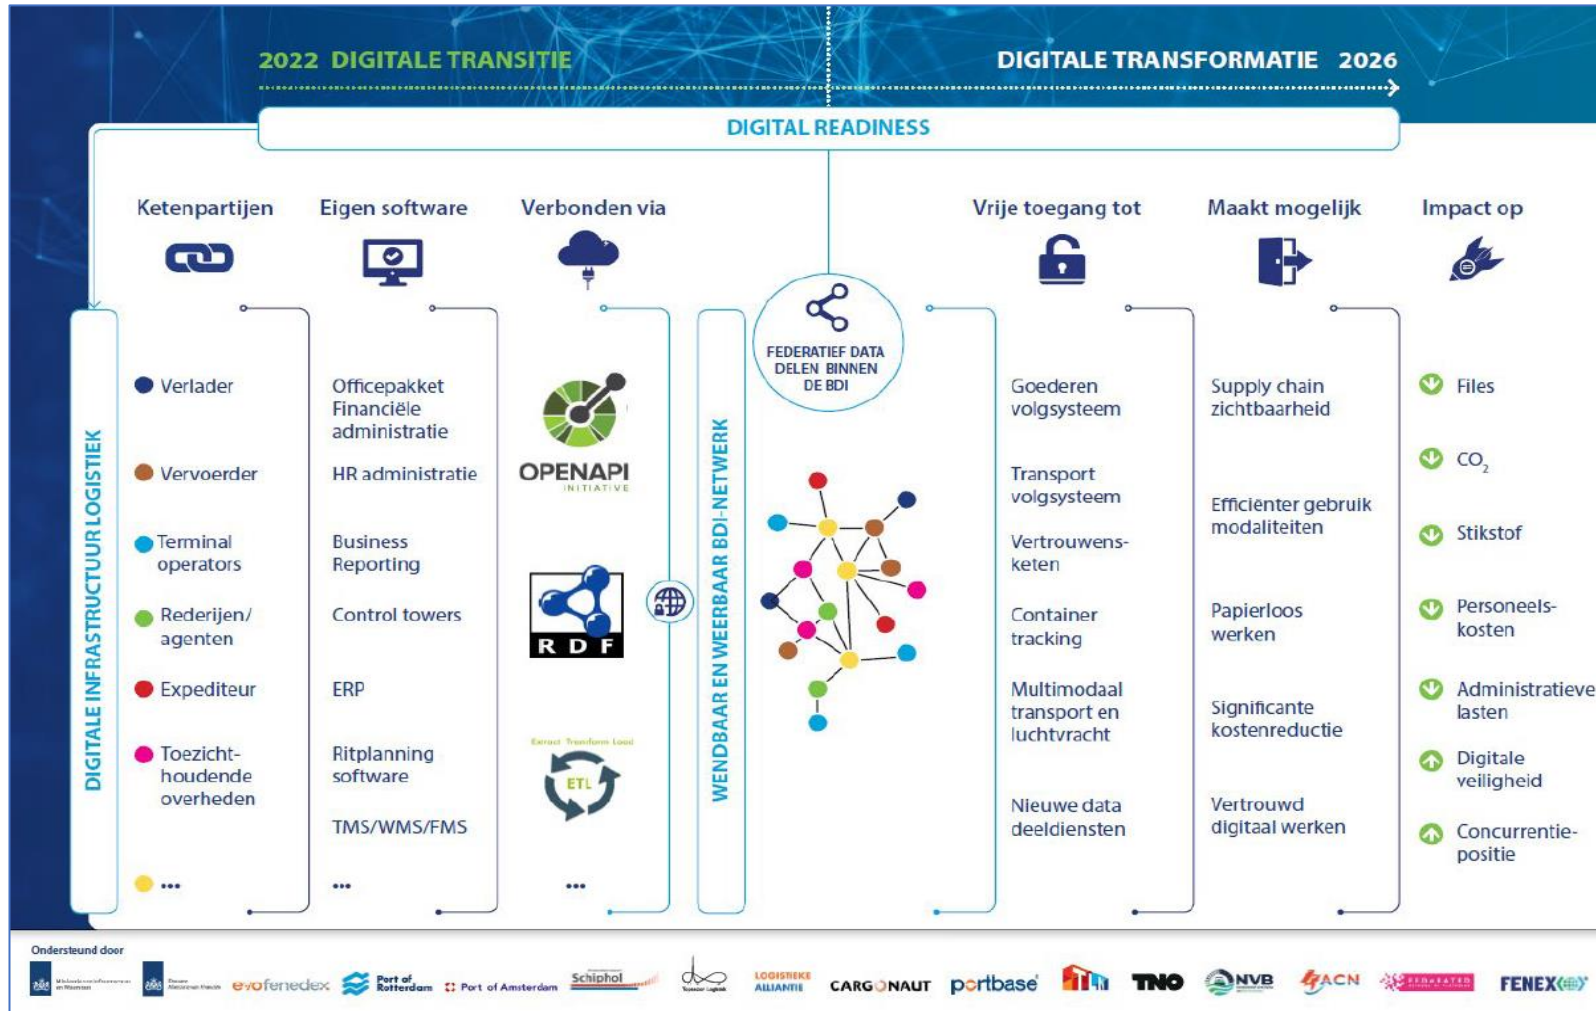 2022 DIGITALE TRANSITIE
DIGITALE TRANSFORMATIE 2026
DIGITAL READINESS
DIGITALE INFRASTRUCTUUR LOGISTIEK
Ketenpartijen
Verlader
Vervoerder
Terminal
operators
Rederijen/
agenten
Expediteur
Toezicht-
houdende
overheden
...
Eigen software
Officepakket
Financiële
administratie
HR administratie
Business
Reporting
Control towers
ERP
Ritplanning
software
TMS/WMS/FMS
...
Verbonden via
OPENAPI
INITIATIVE
RDF
Extract Transform Load
ETL
...
WENDBAAR EN WEERBAAR BDI-NETWERK
FEDERATIEF DATA
DELEN BINNEN
DE BDI
Vrije toegang tot
Goederen
volgsysteem
Transport
volgsysteem
Vertrouwens-
keten
Container
tracking
Multimodaal
transport en
luchtvracht
Nieuwe data
deeldiensten
Maakt mogelijk
Supply chain
zichtbaarheid
Efficiënter gebruik
modaliteiten
Papierloos
werken
Significante
kostenreductie
Vertrouwd
digitaal werken
Impact op
Files
CO₂
Stikstof
Personeels-
kosten
Administratieve
lasten
Digitale
veiligheid
Concurrentie-
positie
Ondersteund door
evofenedex
Port of
Rotterdam
Port of Amsterdam
Schiphol
LOGISTIEKE
ALLIANTIE
CARGONAUT
portbase
TLN
TNO
NVB
ACN
FENEX